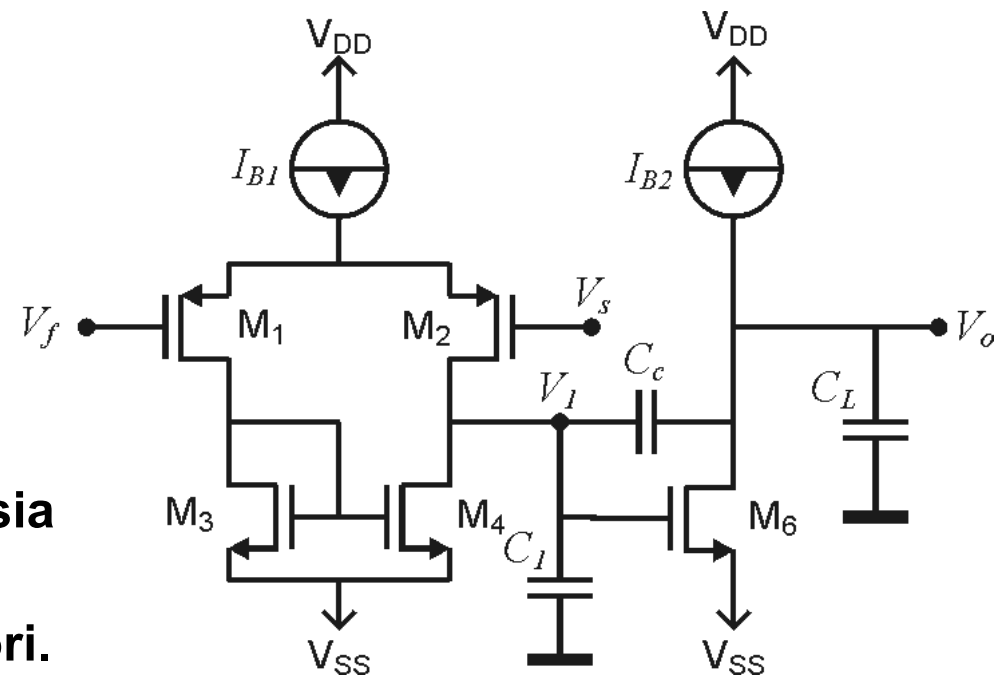 V_DD
V_DD
I_B1
I_B2
V_f
M_1
M_2
V_s
V_o
C_c
V_1
C_L
sia
M_3
M_4
C_1
M_6
ri.
V_SS
V_SS